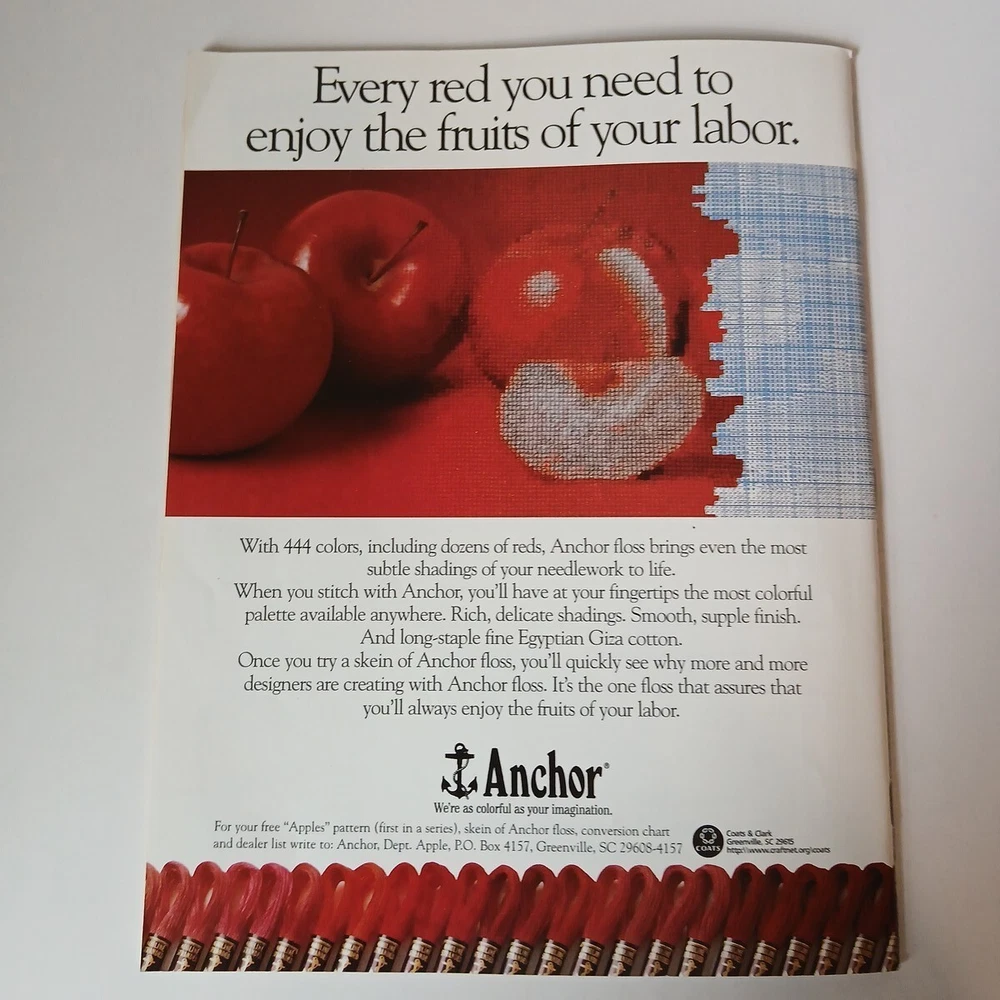 Every red you need to
enjoy the fruits of your labor.
With 444 colors, including dozens of reds, Anchor floss brings even the most
subtle shadings of your needlework to life.
When you stitch with Anchor, you'll have at your fingertips the most colorful
palette available anywhere. Rich, delicate shadings. Smooth, supple finish.
And long-staple fine Egyptian Giza cotton.
Once you try a skein of Anchor floss, you'll quickly see why more and more
designers are creating with Anchor floss. It's the one floss that assures that
you'll always enjoy the fruits of your labor.
Anchor®
We're as colorful as your imagination.
For your free "Apples" pattern (first in a series), skein of Anchor floss, conversion chart
and dealer list write to: Anchor, Dept. Apple, P.O. Box 4157, Greenville, SC 29608-4157
COATS
Coats & Clark
Greenville, SC 29615
http:\\www.craftnet.org\coats